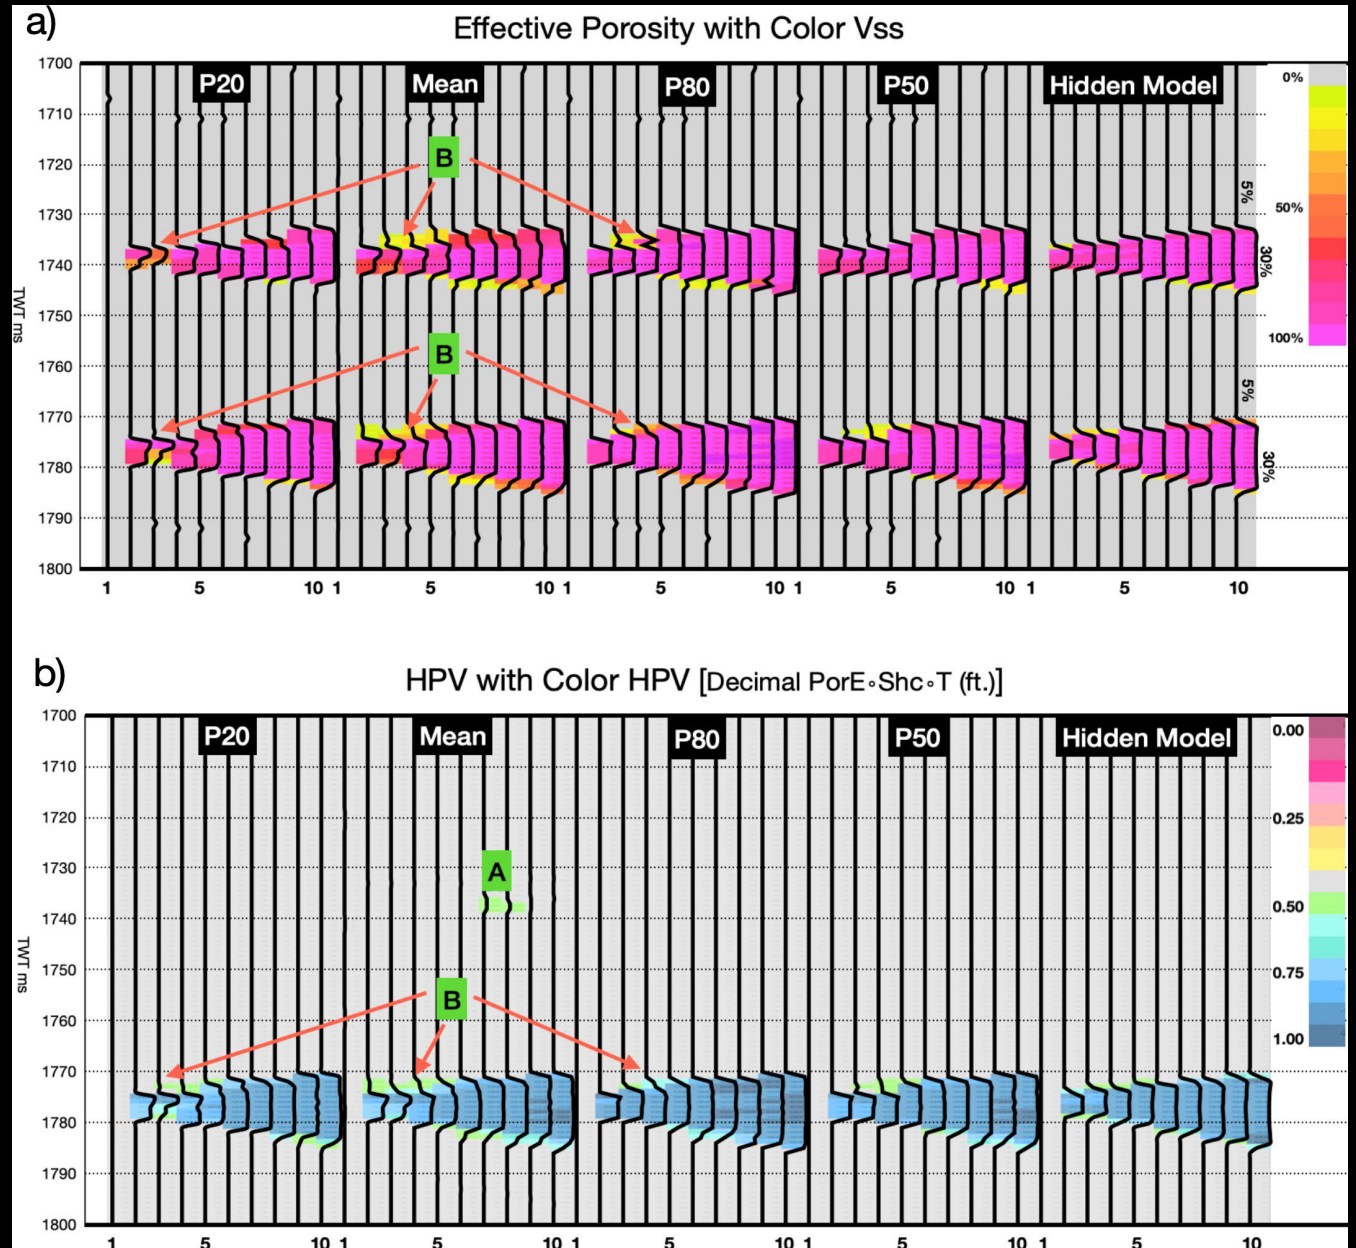 a)
Effective Porosity with Color Vss
P20 Mean P80 P50 Hidden Model
1700
1710
1720
1730
1740
1750
1760
1770
1780
1790
1800
TWT ms
B
B
0%
50%
100%
5%
30%
5%
30%
1 5 10 1 5 10 1 5 10 1 5 10 1 5 10
b)
HPV with Color HPV [Decimal PorE∘Shc∘T (ft.)]
P20 Mean P80 P50 Hidden Model
1700
1710
1720
1730
1740
1750
1760
1770
1780
1790
1800
TWT ms
A
B
0.00
0.25
0.50
0.75
1.00
1 5 10 1 5 10 1 5 10 1 5 10 1 5 10